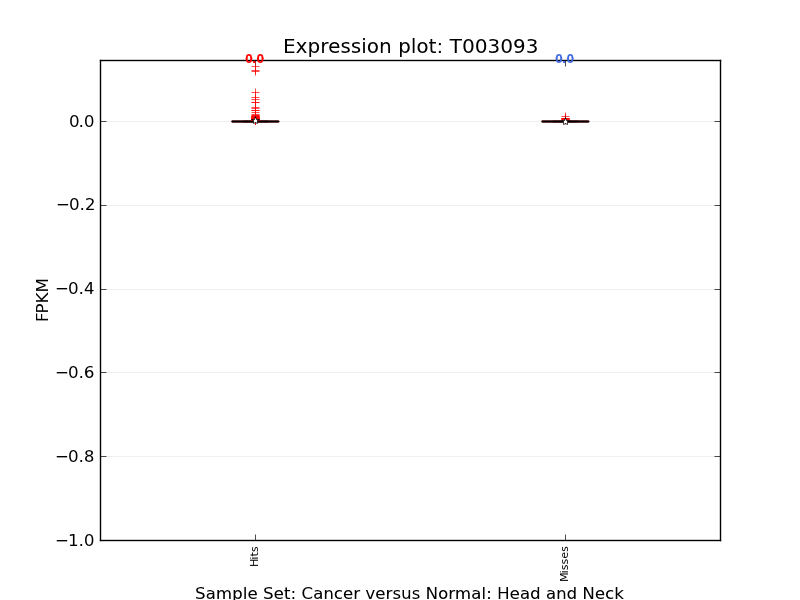 Expression plot: T003093
0.0 0.0
0.0
−0.2
−0.4
FPKM
−0.6
−0.8
−1.0
Hits Misses
Sample Set: Cancer versus Normal: Head and Neck